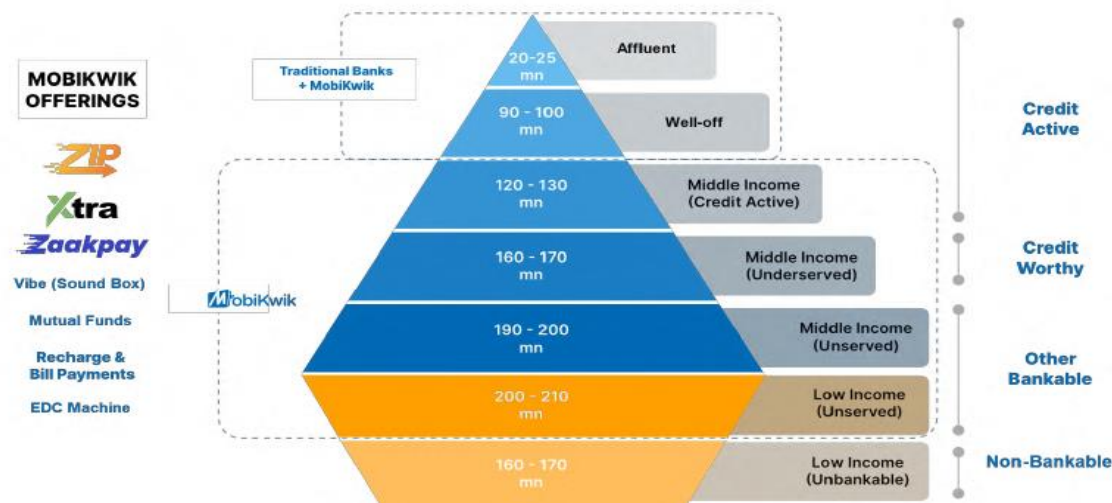 MOBIKWIK
OFFERINGS
ZIP
Xtra
Zaakpay
Vibe (Sound Box)
Mutual Funds
Recharge &
Bill Payments
EDC Machine
Traditional Banks
+ MobiKwik
MobiKwik
20-25
mn
Affluent
90 - 100
mn
Well-off
120 - 130
mn
Middle Income
(Credit Active)
160 - 170
mn
Middle Income
(Underserved)
190 - 200
mn
Middle Income
(Unserved)
200 - 210
mn
Low Income
(Unserved)
160 - 170
mn
Low Income
(Unbankable)
Credit
Active
Credit
Worthy
Other
Bankable
Non-Bankable